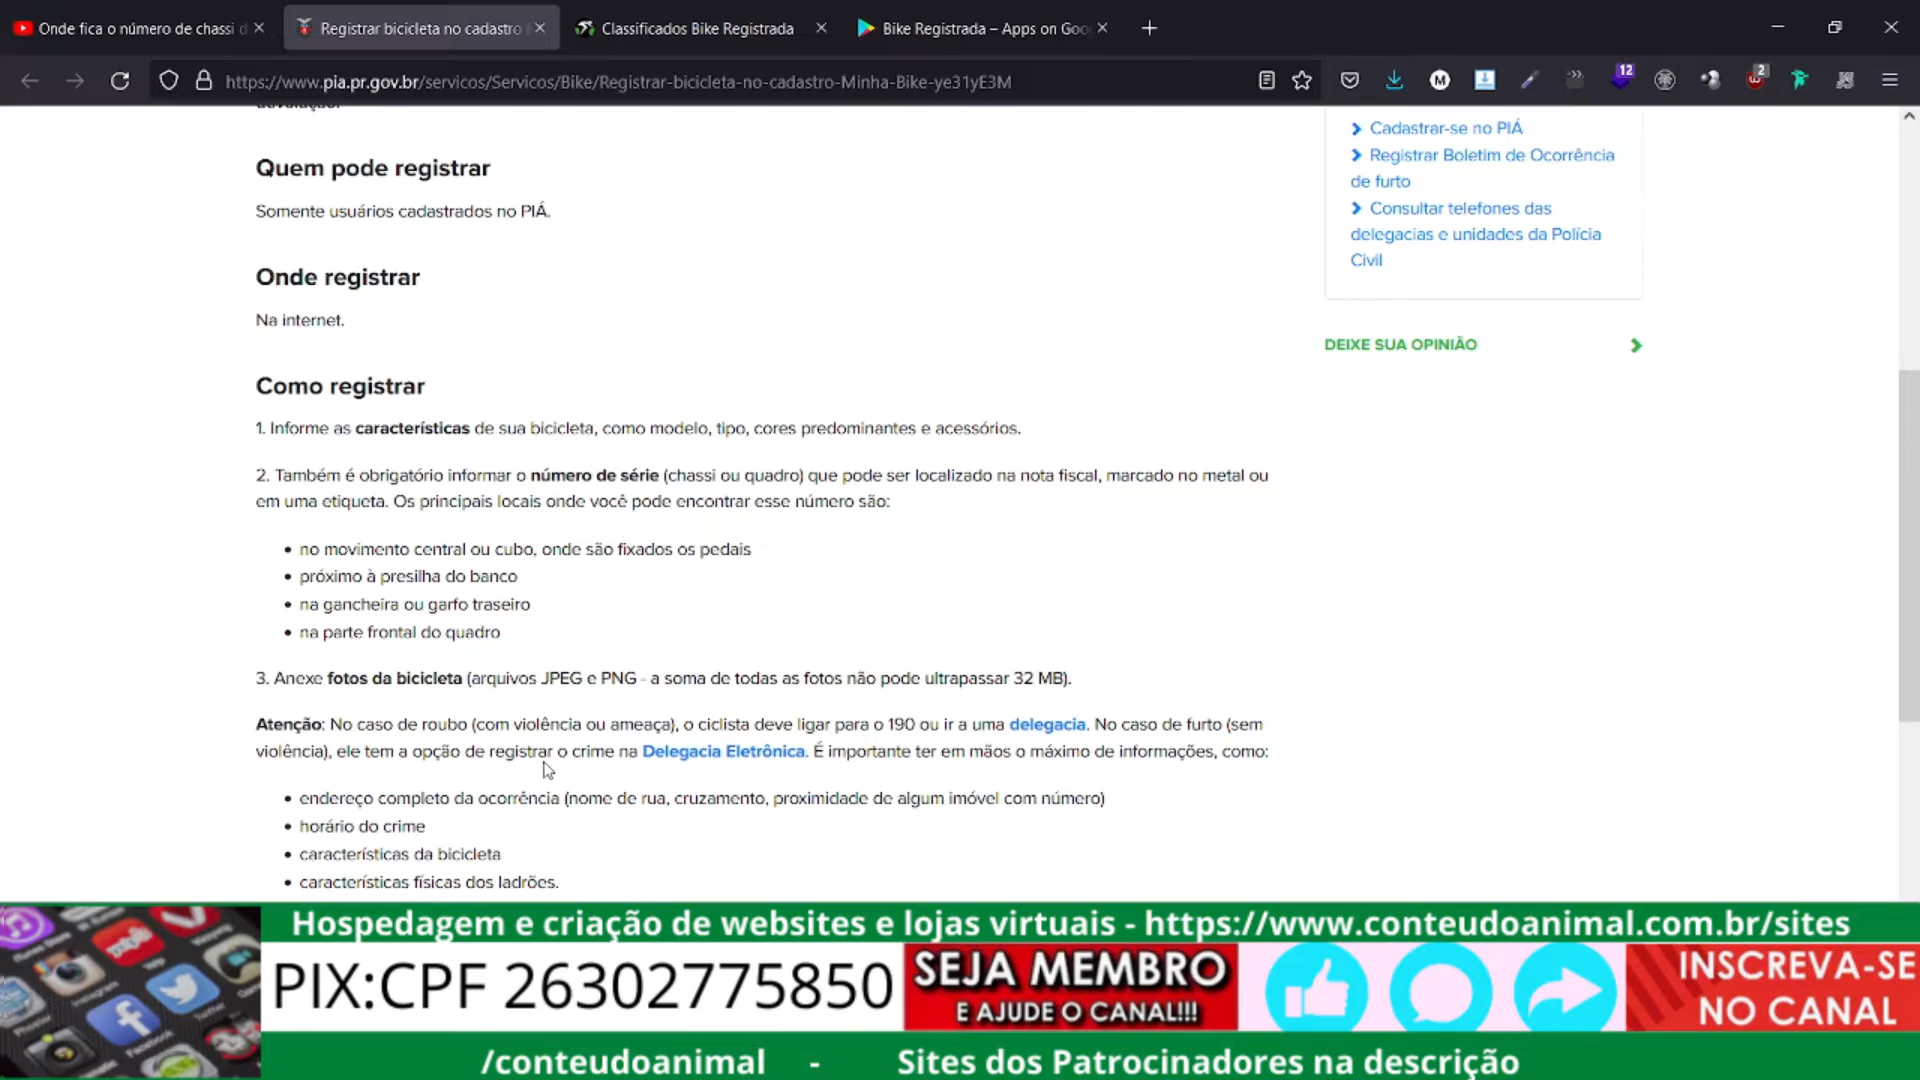 Onde fica o número de chassi d
Registrar bicicleta no cadastro
Classificados Bike Registrada
Bike Registrada – Apps on Goo
https://www.pia.pr.gov.br/servicos/Servicos/Bike/Registrar-bicicleta-no-cadastro-Minha-Bike-ye31yE3M
12
2
devolução.
Quem pode registrar
Somente usuários cadastrados no PIÁ.
Onde registrar
Na internet.
Como registrar
1. Informe as características de sua bicicleta, como modelo, tipo, cores predominantes e acessórios.
2. Também é obrigatório informar o número de série (chassi ou quadro) que pode ser localizado na nota fiscal, marcado no metal ou
em uma etiqueta. Os principais locais onde você pode encontrar esse número são:
• no movimento central ou cubo, onde são fixados os pedais
• próximo à presilha do banco
• na gancheira ou garfo traseiro
• na parte frontal do quadro
3. Anexe fotos da bicicleta (arquivos JPEG e PNG - a soma de todas as fotos não pode ultrapassar 32 MB).
Atenção: No caso de roubo (com violência ou ameaça), o ciclista deve ligar para o 190 ou ir a uma delegacia. No caso de furto (sem
violência), ele tem a opção de registrar o crime na Delegacia Eletrônica. É importante ter em mãos o máximo de informações, como:
• endereço completo da ocorrência (nome de rua, cruzamento, proximidade de algum imóvel com número)
• horário do crime
• características da bicicleta
• características físicas dos ladrões.
Cadastrar-se no PIÁ
Registrar Boletim de Ocorrência
de furto
Consultar telefones das
delegacias e unidades da Polícia
Civil
DEIXE SUA OPINIÃO
Hospedagem e criação de websites e lojas virtuais - https://www.conteudoanimal.com.br/sites
PIX:CPF 26302775850
SEJA MEMBRO
E AJUDE O CANAL!!!
INSCREVA-SE
NO CANAL
/conteudoanimal - Sites dos Patrocinadores na descrição